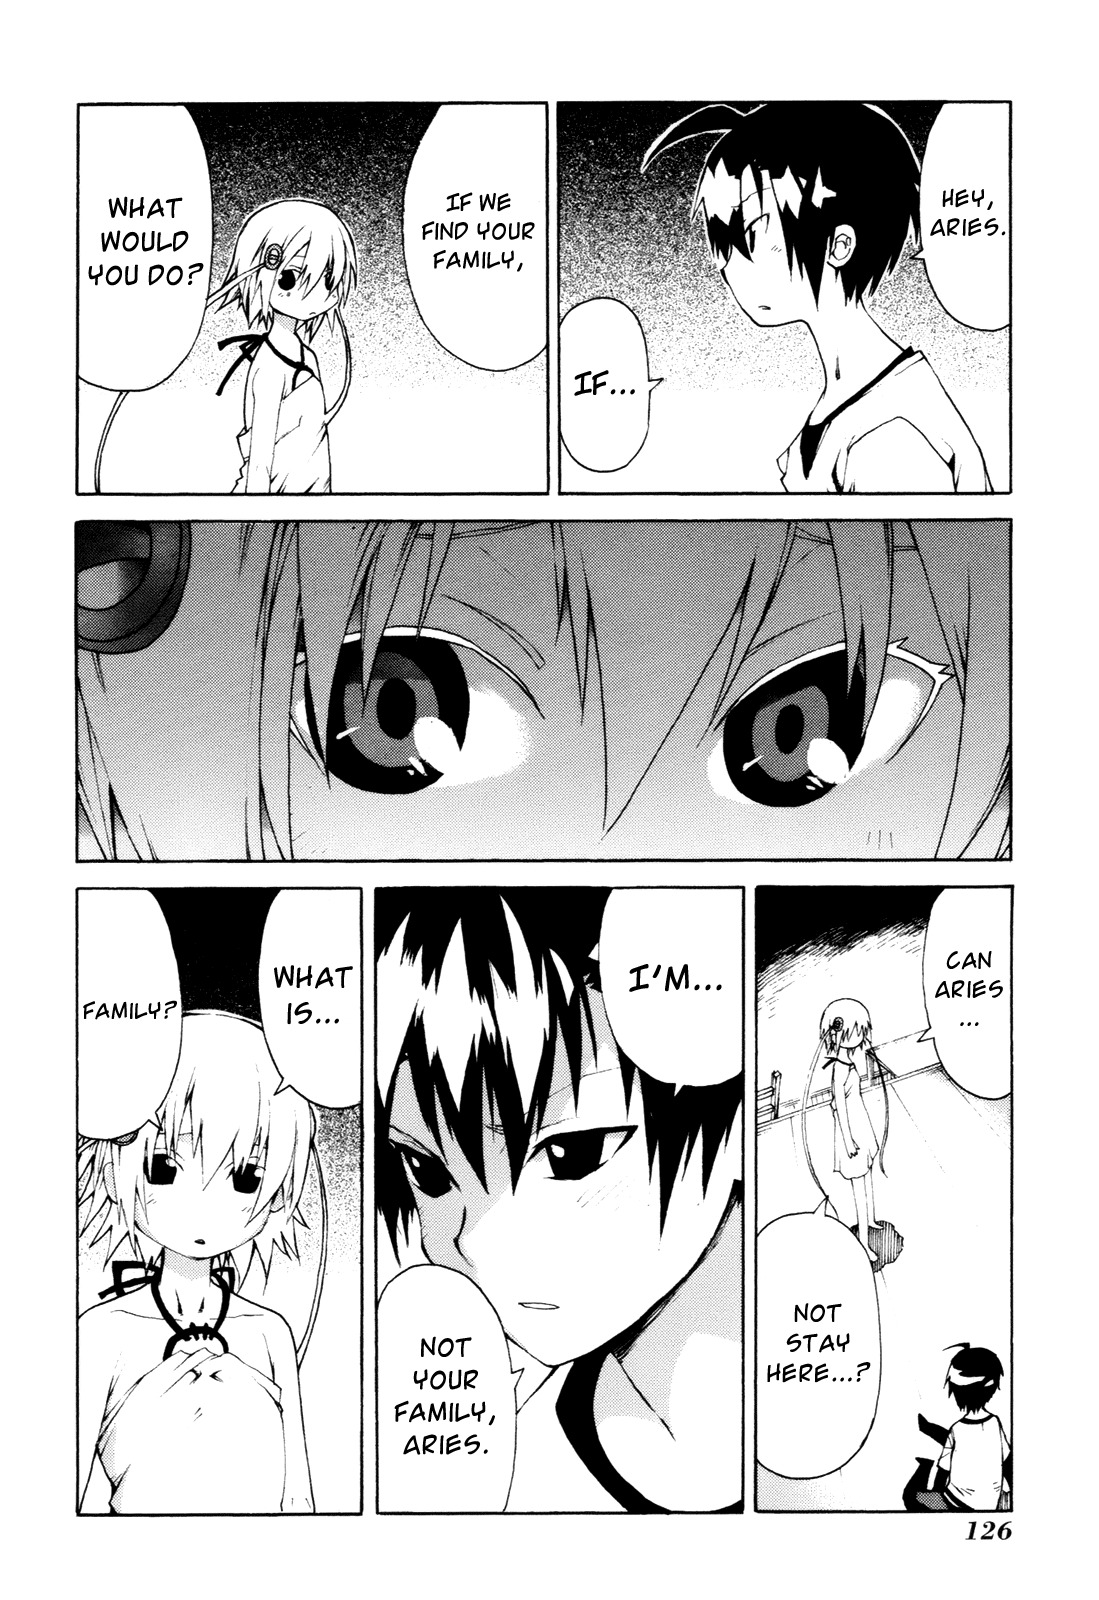 HEY,
ARIES.
IF...
IF WE
FIND YOUR
FAMILY,
WHAT
WOULD
YOU DO?
CAN
ARIES
...
NOT
STAY
HERE...?
I'M...
NOT
YOUR
FAMILY,
ARIES.
WHAT
IS...
FAMILY?
126